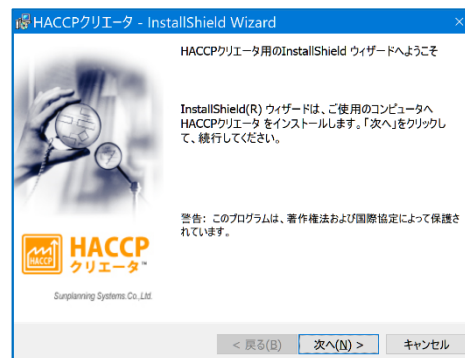 HACCPクリエータ - InstallShield Wizard
HACCPクリエータ用のInstallShield ウィザードへようこそ
InstallShield(R) ウィザードは、ご使用のコンピュータへ
HACCPクリエータ をインストールします。「次へ」をクリックし
て、続行してください。
警告: このプログラムは、著作権法および国際協定によって保護さ
れています。
HACCP
HACCP
クリエータ™
Sunplanning Systems.Co.,Ltd.
< 戻る(B)
次へ(N) >
キャンセル